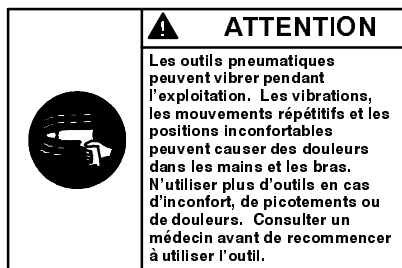 ATTENTION
Les outils pneumatiques
peuvent vibrer pendant
l'exploitation. Les vibrations,
les mouvements répétitifs et les
positions inconfortables
peuvent causer des douleurs
dans les mains et les bras.
N'utiliser plus d'outils en cas
d'inconfort, de picotements ou
de douleurs. Consulter un
médecin avant de recommencer
à utiliser l'outil.